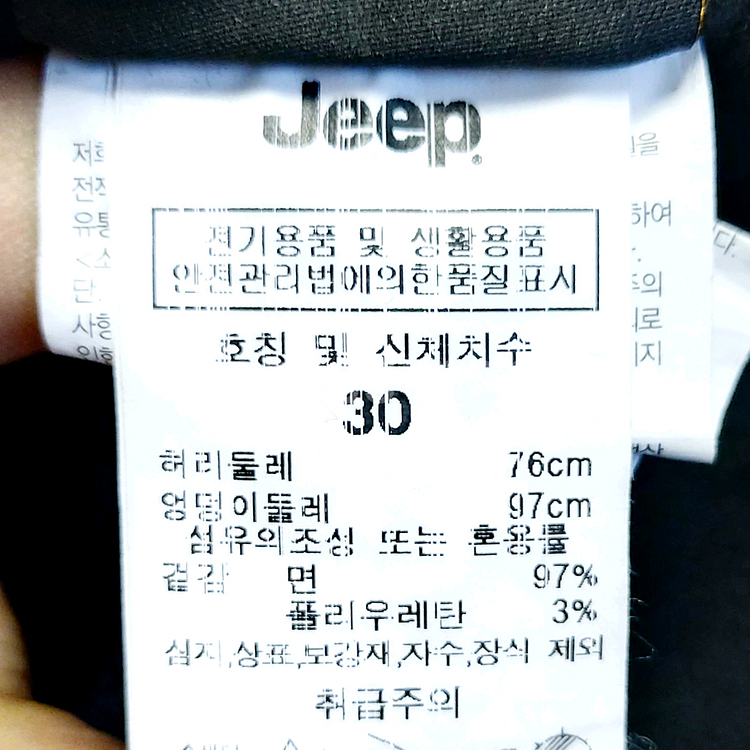 Jeep
전기용품 및 생활용품
안전관리법에의한품질표시
호칭 및 신체치수
30
허리둘레 76cm
엉덩이둘레 97cm
섬유의조성 또는 혼용률
겉감 면 97%
폴리우레탄 3%
심지,상표,보강재,자수,장식 제외
취급주의